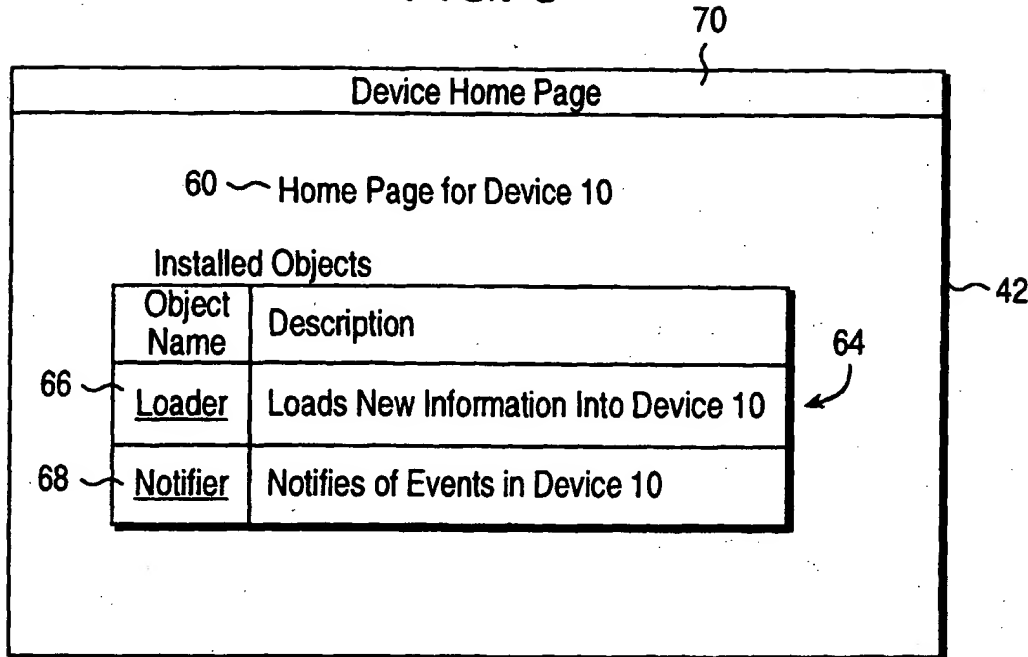 70
Device Home Page
60 Home Page for Device 10
Installed Objects
42
Object Name Description
64
66 Loader Loads New Information Into Device 10
68 Notifier Notifies of Events in Device 10